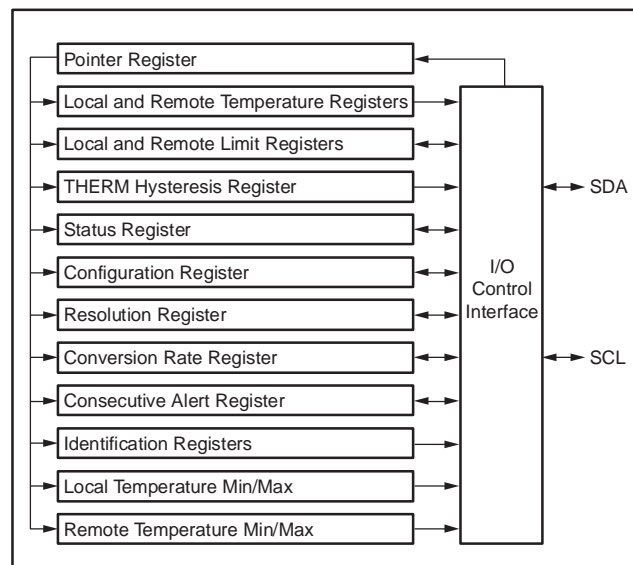 Pointer Register
Local and Remote Temperature Registers
Local and Remote Limit Registers
THERM Hysteresis Register
Status Register
Configuration Register
Resolution Register
Conversion Rate Register
Consecutive Alert Register
Identification Registers
Local Temperature Min/Max
Remote Temperature Min/Max
I/O
Control
Interface
SDA
SCL